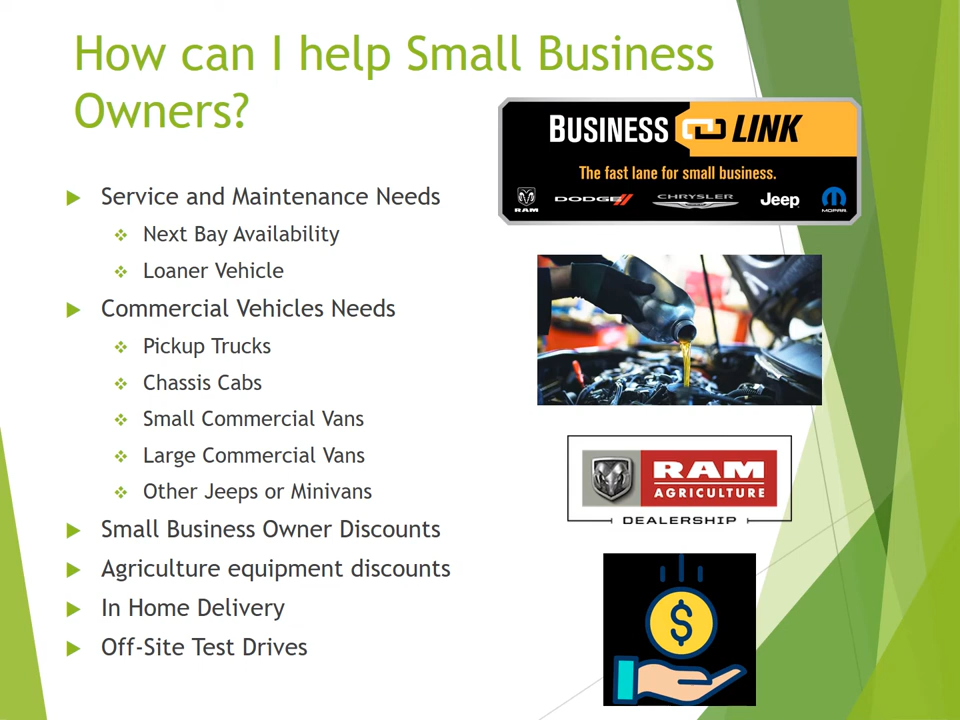 How can I help Small Business
Owners?
BUSINESS LINK
The fast lane for small business.
RAM
DODGE
CHRYSLER
Jeep
MOPAR
Service and Maintenance Needs
Next Bay Availability
Loaner Vehicle
Commercial Vehicles Needs
Pickup Trucks
Chassis Cabs
Small Commercial Vans
Large Commercial Vans
Other Jeeps or Minivans
Small Business Owner Discounts
Agriculture equipment discounts
In Home Delivery
Off-Site Test Drives
RAM
AGRICULTURE
DEALERSHIP
$